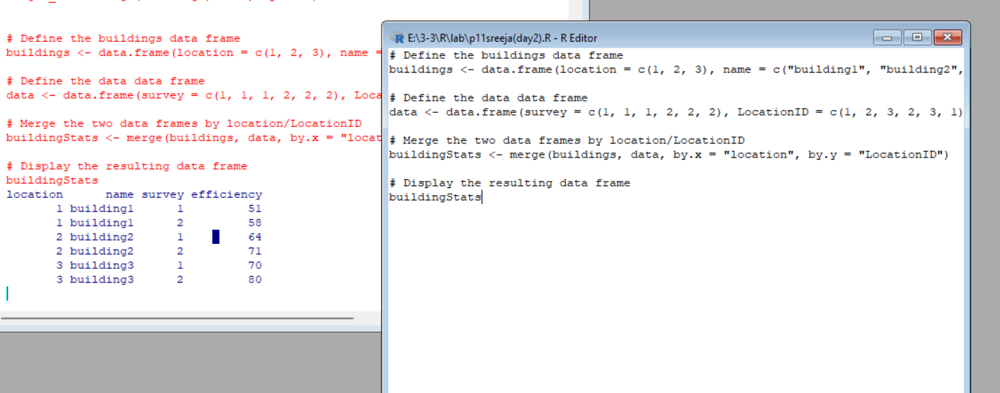 # Define the buildings data frame
buildings <- data.frame(location = c(1, 2, 3), name =
# Define the data data frame
data <- data.frame(survey = c(1, 1, 1, 2, 2, 2), Loca
# Merge the two data frames by location/LocationID
buildingStats <- merge(buildings, data, by.x = "locat
# Display the resulting data frame
buildingStats
location      name survey efficiency
1 building1      1         51
1 building1      2         58
2 building2      1         64
2 building2      2         71
3 building3      1         70
3 building3      2         80
E:\3-3\R\lab\p11sreeja(day2).R - R Editor
# Define the buildings data frame
buildings <- data.frame(location = c(1, 2, 3), name = c("building1", "building2",
# Define the data data frame
data <- data.frame(survey = c(1, 1, 1, 2, 2, 2), LocationID = c(1, 2, 3, 2, 3, 1)
# Merge the two data frames by location/LocationID
buildingStats <- merge(buildings, data, by.x = "location", by.y = "LocationID")
# Display the resulting data frame
buildingStats